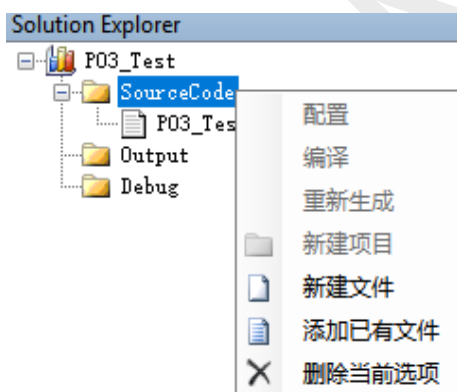 Solution Explorer
P03_Test
SourceCode
P03_Tes
Output
Debug
配置
编译
重新生成
新建项目
新建文件
添加已有文件
删除当前选项